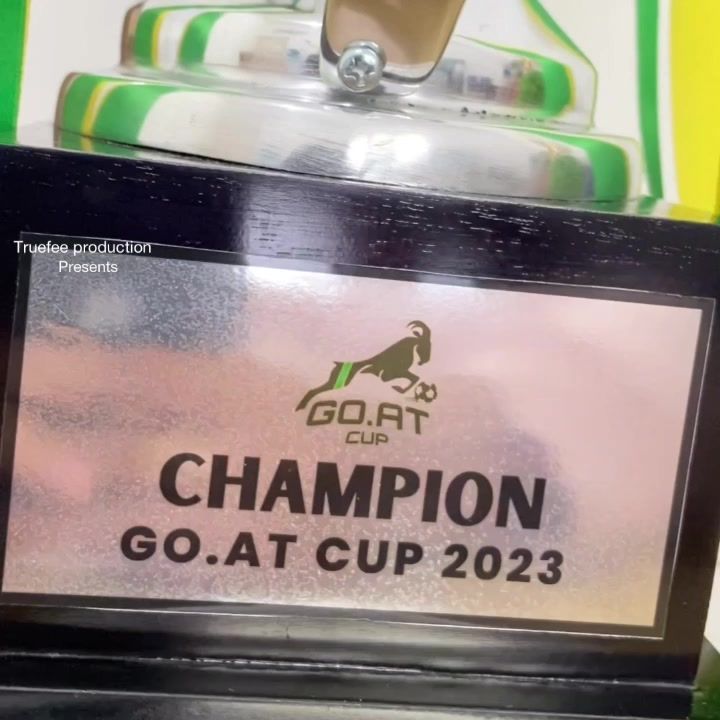 Truefee production
Presents
GO.AT
CUP
CHAMPION
GO.AT CUP 2023